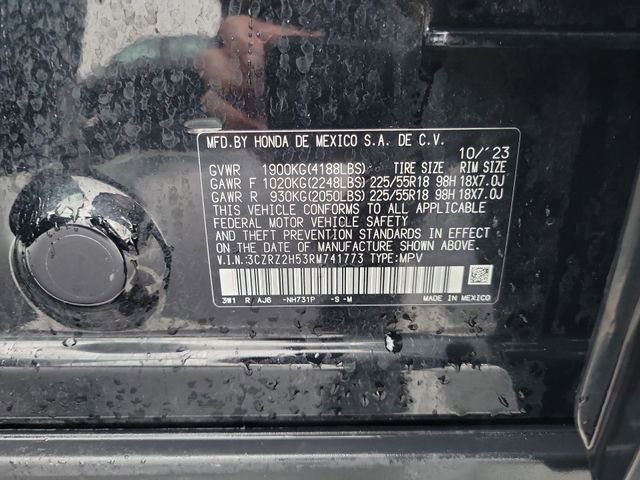 MFD.BY HONDA DE MEXICO S.A. DE C.V.
10/'23
GVWR 1900KG(4188LBS) TIRE SIZE RIM SIZE
GAWR F 1020KG(2248LBS) 225/55R18 98H 18X7.0J
GAWR R 930KG(2050LBS) 225/55R18 98H 18X7.0J
THIS VEHICLE CONFORMS TO ALL APPLICABLE
FEDERAL MOTOR VEHICLE SAFETY
AND THEFT PREVENTION STANDARDS IN EFFECT
ON THE DATE OF MANUFACTURE SHOWN ABOVE.
V.I.N.:3CZRZ2H53RM741773 TYPE:MPV
3W1 R AJ6 -NH731P -S -M MADE IN MEXICO